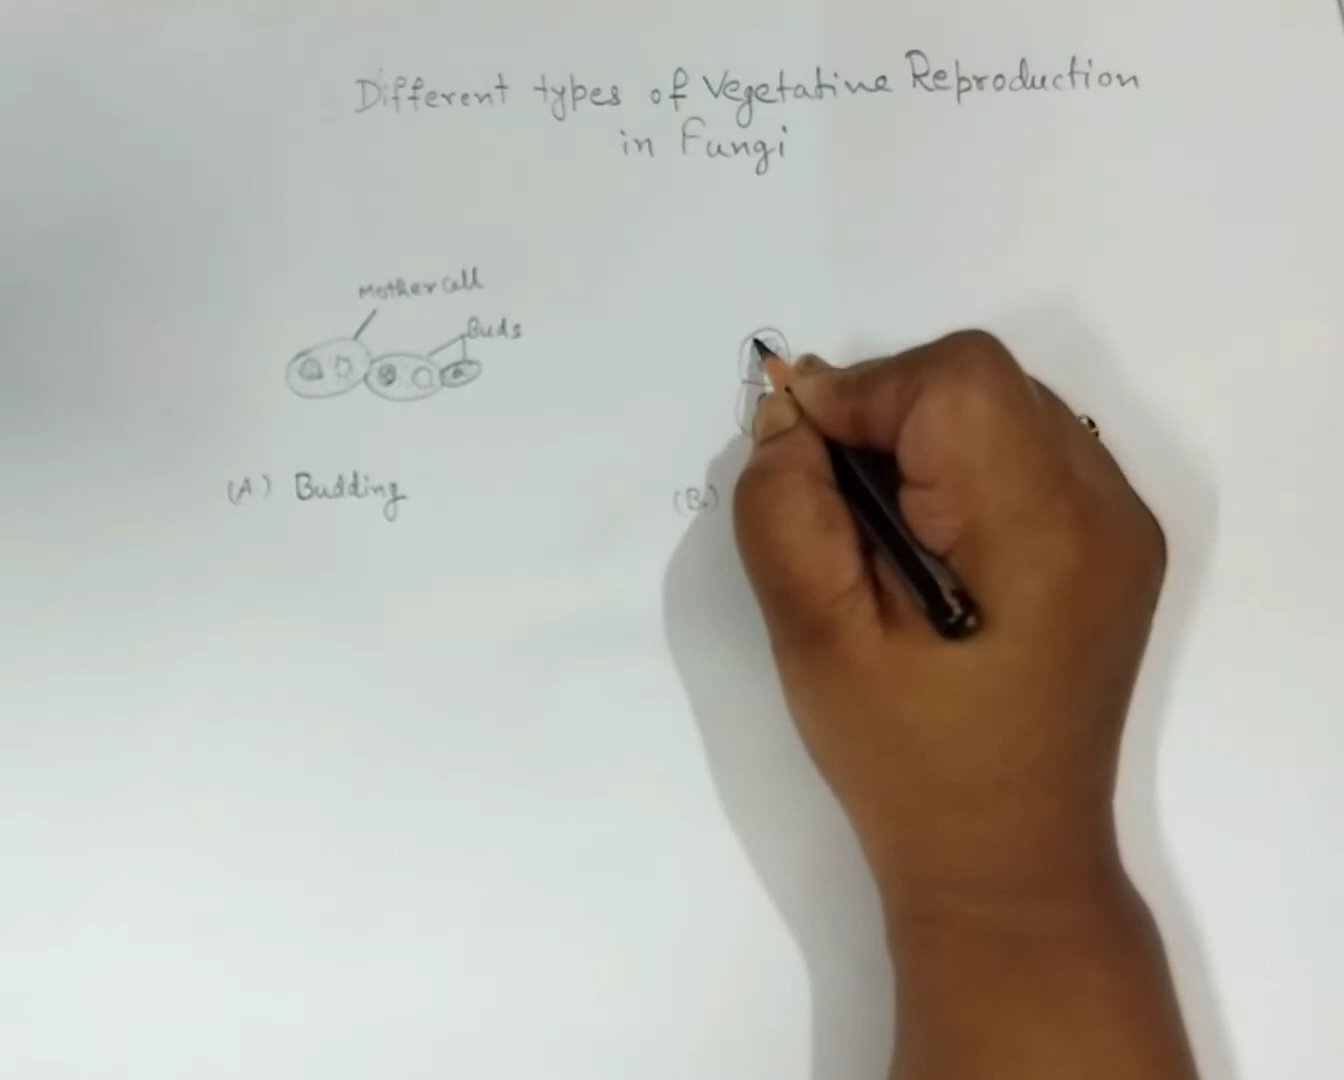 Different types of Vegetative Reproduction
in Fungi
Mother Cell
Buds
(A) Budding
(B)